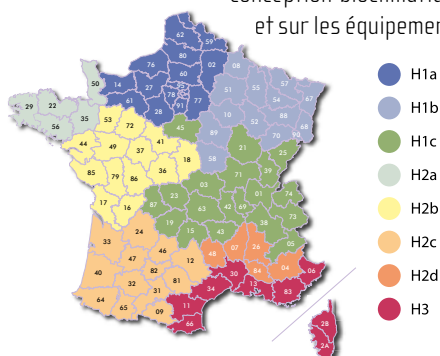 conception bioclimati
et sur les équipeme
62 59
80 02
76 60 08
50 14 27 95 51 55 57 67
61 78 77 54
29 22 28 91 10 52 88 68
56 35 53 72 45 89 70 90
44 49 37 41 58 21 25
85 79 86 36 18 71 39
17 16 87 23 03 01 74
19 63 42 69 38 73
24 15 43 05
33 47 46 12 48 07 26
40 32 82 81 30 84 04 06
64 65 31 09 34 13 83
11
66
2B
2A
H1a
H1b
H1c
H2a
H2b
H2c
H2d
H3